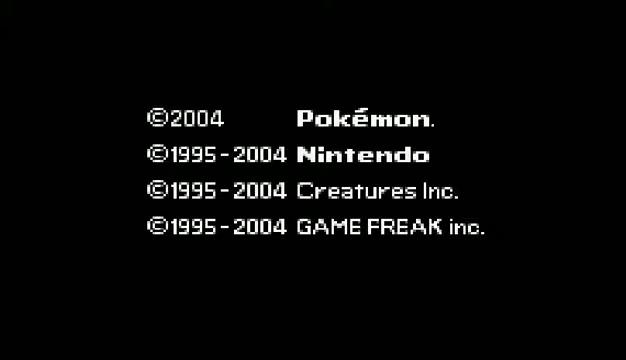 ©2004 Pokémon.
©1995-2004 Nintendo
©1995-2004 Creatures Inc.
©1995-2004 GAME FREAK inc.